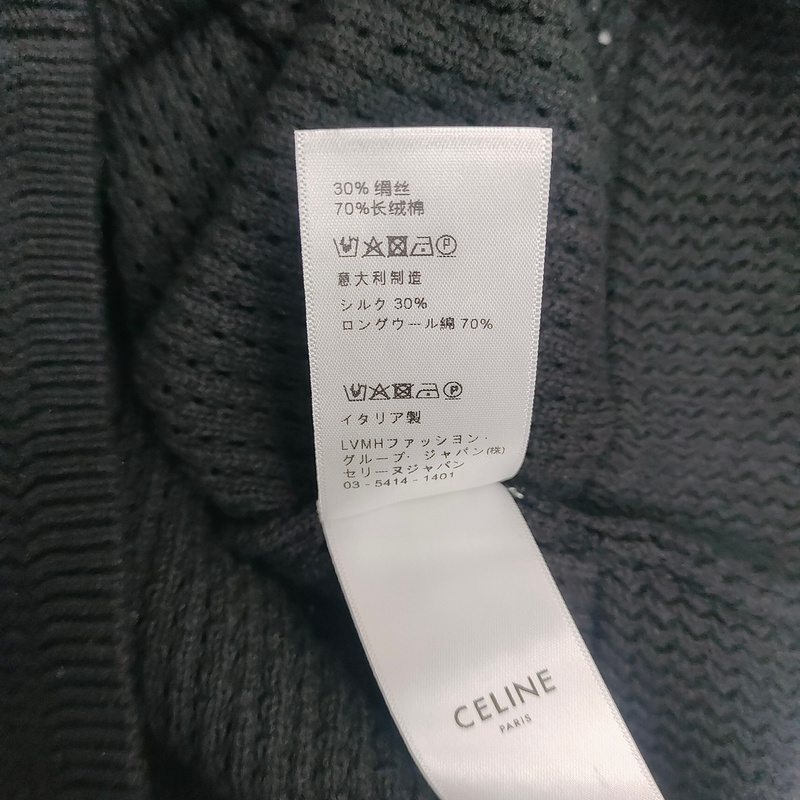 30% 绢丝
70%长绒棉
P
意大利制造
シルク 30%
ロングウール綿 70%
P
イタリア製
LVMHファッション・
グループ・ジャパン(株)
セリーヌジャパン
03 - 5414 - 1401
CELINE
PARIS